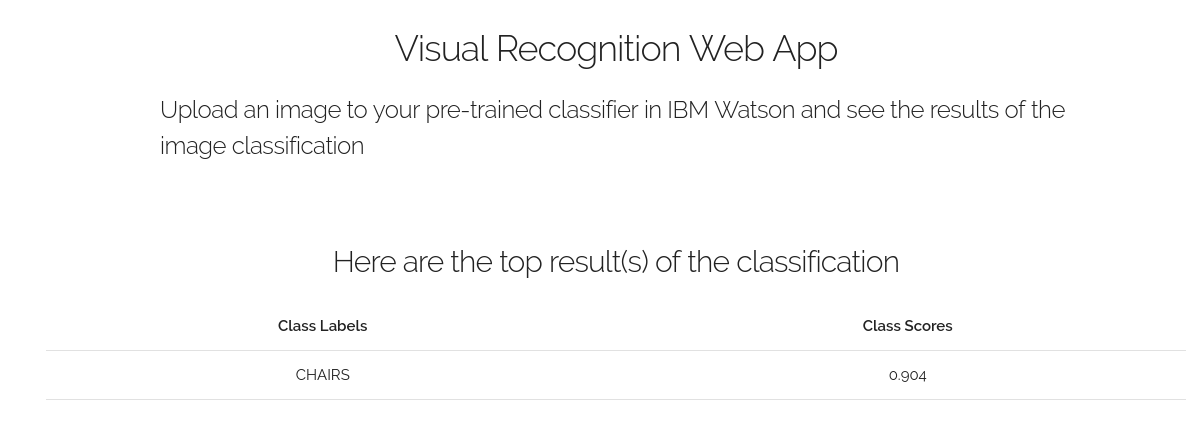 Visual Recognition Web App
Upload an image to your pre-trained classifier in IBM Watson and see the results of the
image classification
Here are the top result(s) of the classification
Class Labels Class Scores
CHAIRS 0.904